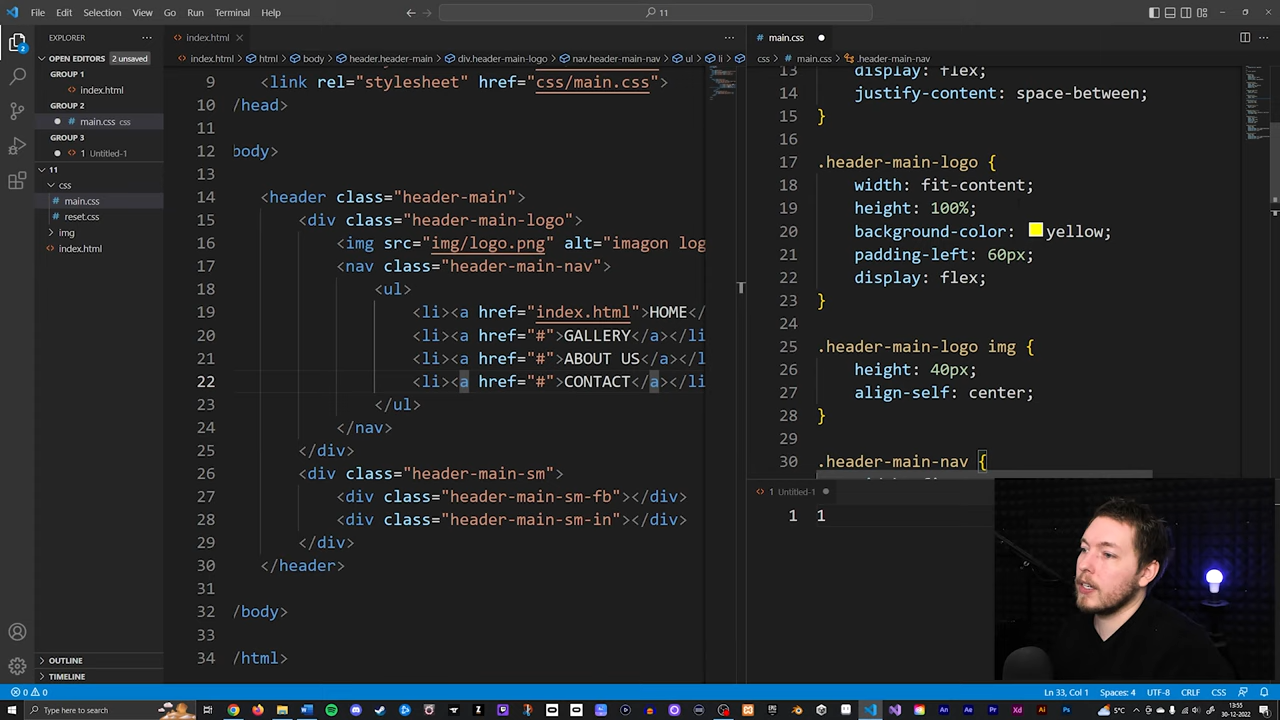 File Edit Selection View Go Run Terminal Help
11
EXPLORER
OPEN EDITORS 2 unsaved
GROUP 1
index.html
GROUP 2
main.css css
GROUP 3
1 Untitled-1
11
css
main.css
reset.css
img
index.html
OUTLINE
TIMELINE
index.html
index.html html body header.header-main div.header-main-logo nav.header-main-nav ul li
9 <link rel="stylesheet" href="css/main.css">
10 /head>
11
12 body>
13
14 <header class="header-main">
15 <div class="header-main-logo">
16 <img src="img/logo.png" alt="imagon log
17 <nav class="header-main-nav">
18 <ul>
19 <li><a href="index.html">HOME</
20 <li><a href="#">GALLERY</a></li
21 <li><a href="#">ABOUT US</a></l
22 <li><a href="#">CONTACT</a></li
23 </ul>
24 </nav>
25 </div>
26 <div class="header-main-sm">
27 <div class="header-main-sm-fb"></div>
28 <div class="header-main-sm-in"></div>
29 </div>
30 </header>
31
32 /body>
33
34 /html>
main.css
css main.css .header-main-nav
13 display: flex;
14 justify-content: space-between;
15 }
16
17 .header-main-logo {
18 width: fit-content;
19 height: 100%;
20 background-color: yellow;
21 padding-left: 60px;
22 display: flex;
23 }
24
25 .header-main-logo img {
26 height: 40px;
27 align-self: center;
28 }
29
30 .header-main-nav {
1 Untitled-1
1 1
0 0
Ln 33, Col 1 Spaces: 4 UTF-8 CRLF CSS
Type here to search
5°C
13:55
30-12-2022